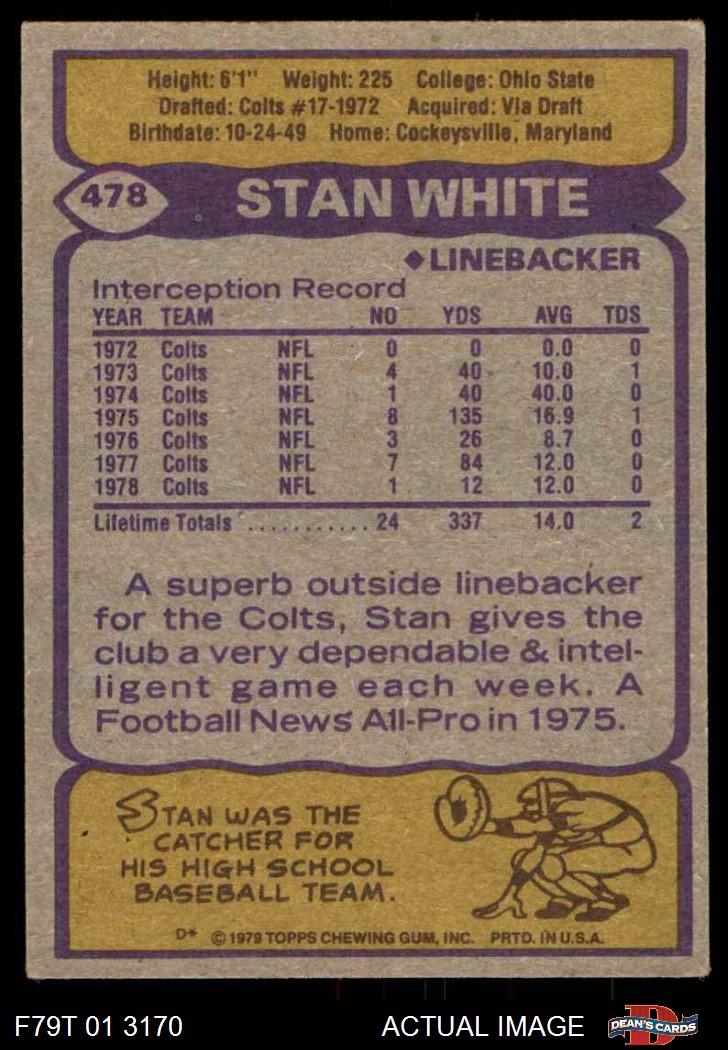 Height: 6'1" Weight: 225 College: Ohio State
Drafted: Colts #17-1972 Acquired: Via Draft
Birthdate: 10-24-49 Home: Cockeysville, Maryland
478 STAN WHITE
◆LINEBACKER
Interception Record
YEAR TEAM NO YDS AVG TDS
1972 Colts NFL 0 0 0.0 0
1973 Colts NFL 4 40 10.0 1
1974 Colts NFL 1 40 40.0 0
1975 Colts NFL 8 135 16.9 1
1976 Colts NFL 3 26 8.7 0
1977 Colts NFL 7 84 12.0 0
1978 Colts NFL 1 12 12.0 0
Lifetime Totals ........... 24 337 14.0 2
A superb outside linebacker
for the Colts, Stan gives the
club a very dependable & intel-
ligent game each week. A
Football News All-Pro in 1975.
STAN WAS THE
CATCHER FOR
HIS HIGH SCHOOL
BASEBALL TEAM.
D* © 1979 TOPPS CHEWING GUM, INC. PRTD. IN U.S.A.
F79T 01 3170 ACTUAL IMAGE D DEAN'S CARDS